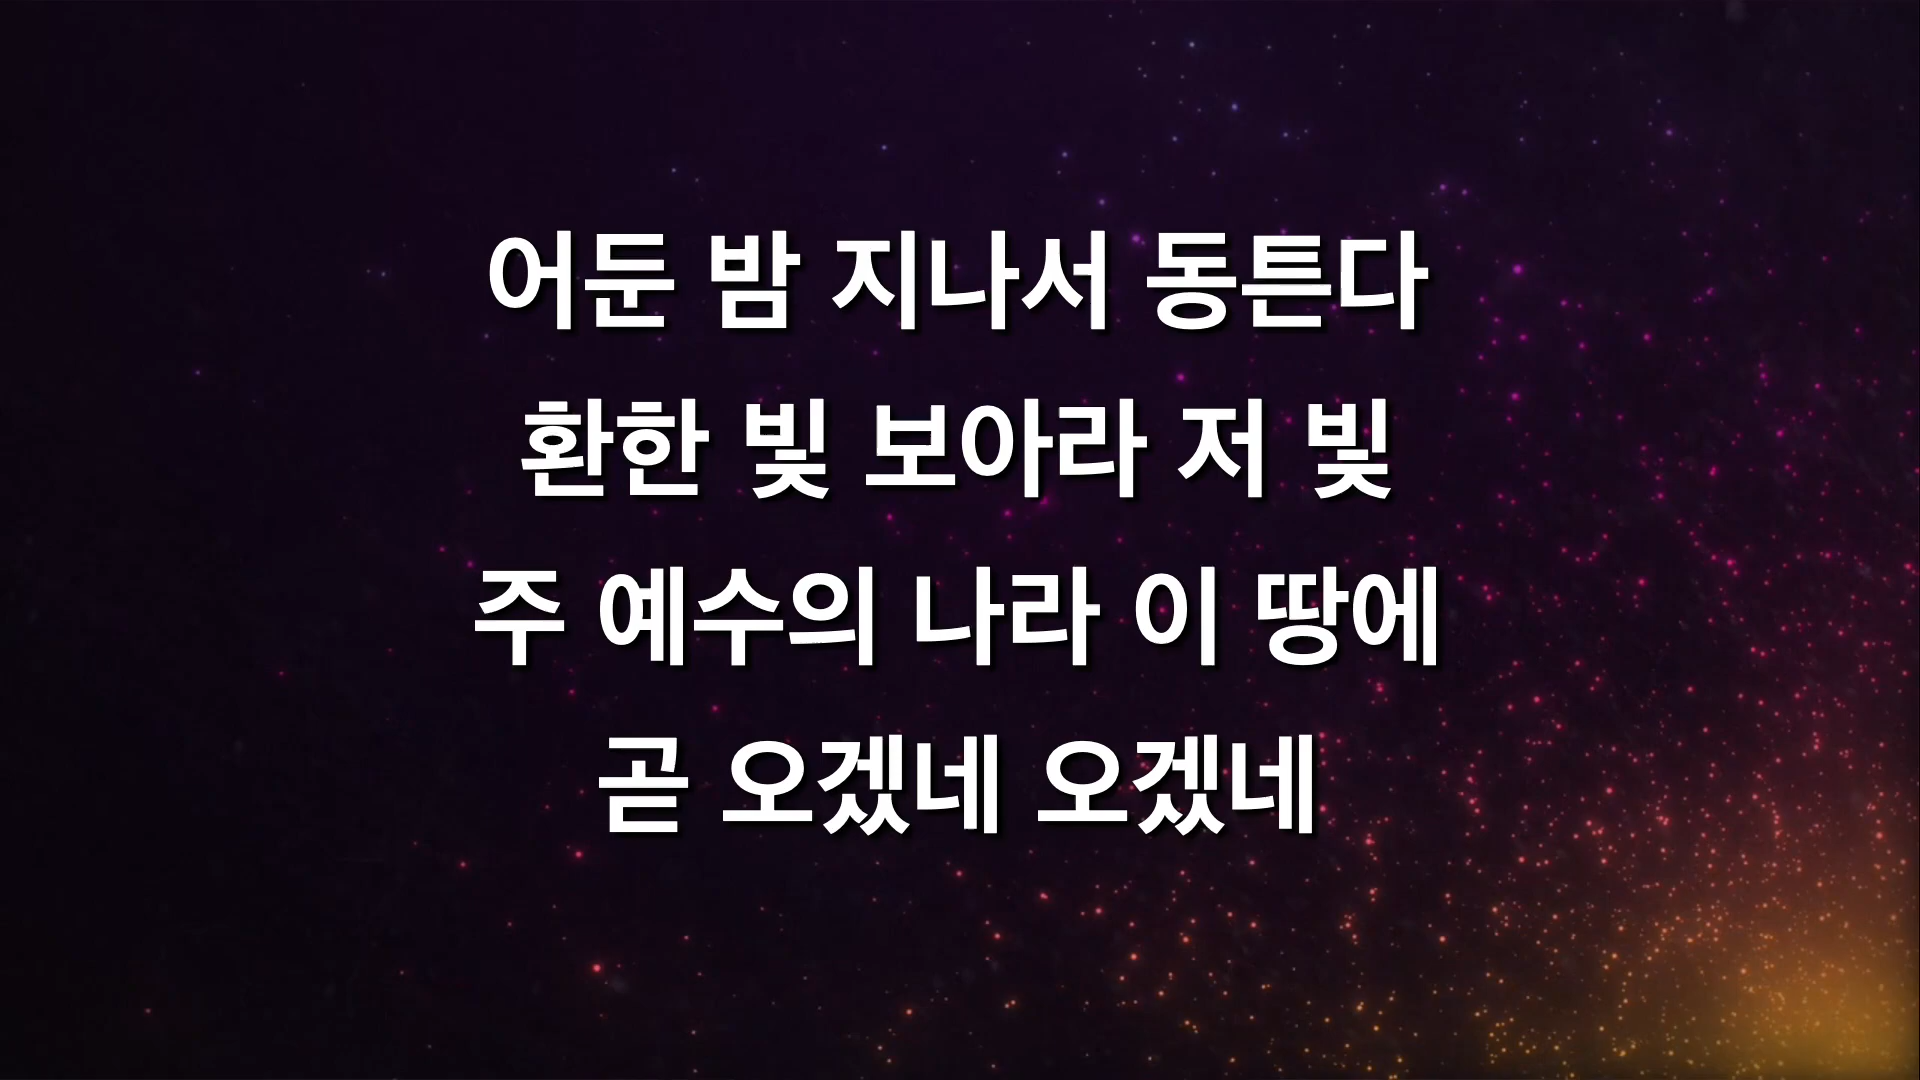 어둔 밤 지나서 동튼다
환한 빛 보아라 저 빛
주 예수의 나라 이 땅에
곧 오겠네 오겠네